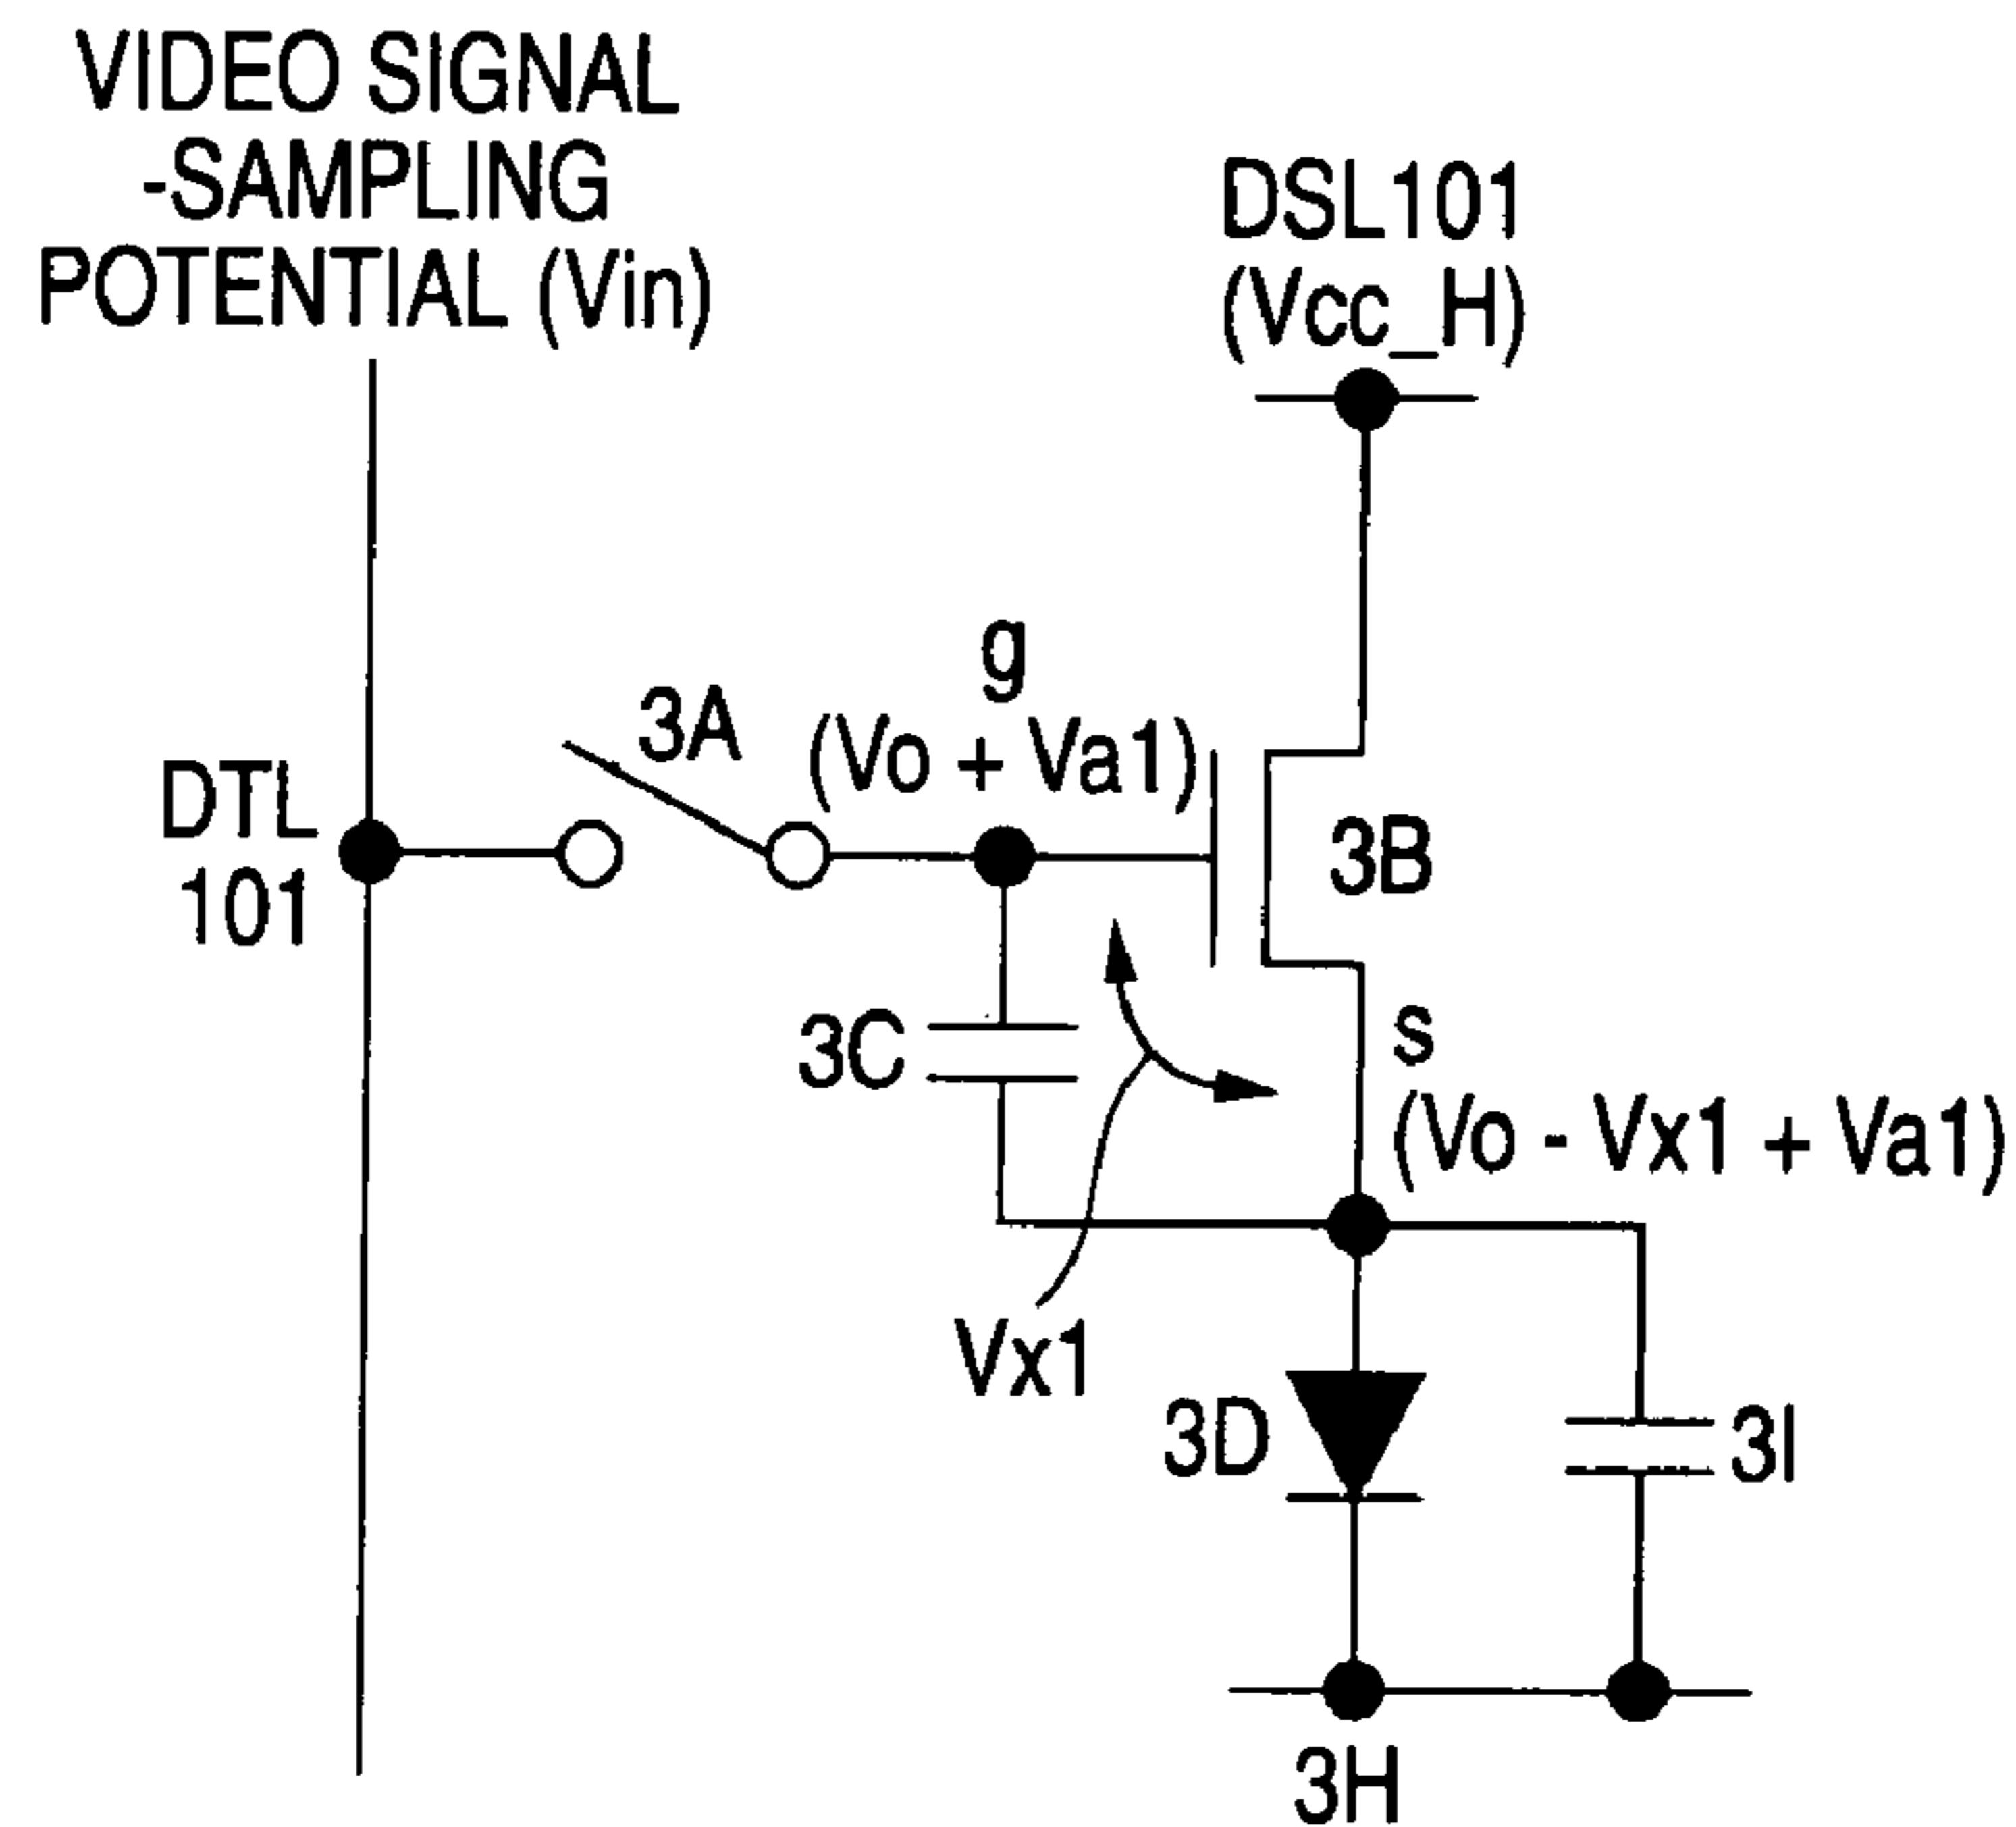 VIDEO SIGNAL
-SAMPLING
POTENTIAL (Vin)
DSL101
(Vcc_H)
g
3A
(Vo + Va1)
DTL
101
3B
3C
s
(Vo - Vx1 + Va1)
Vx1
3D
3I
3H